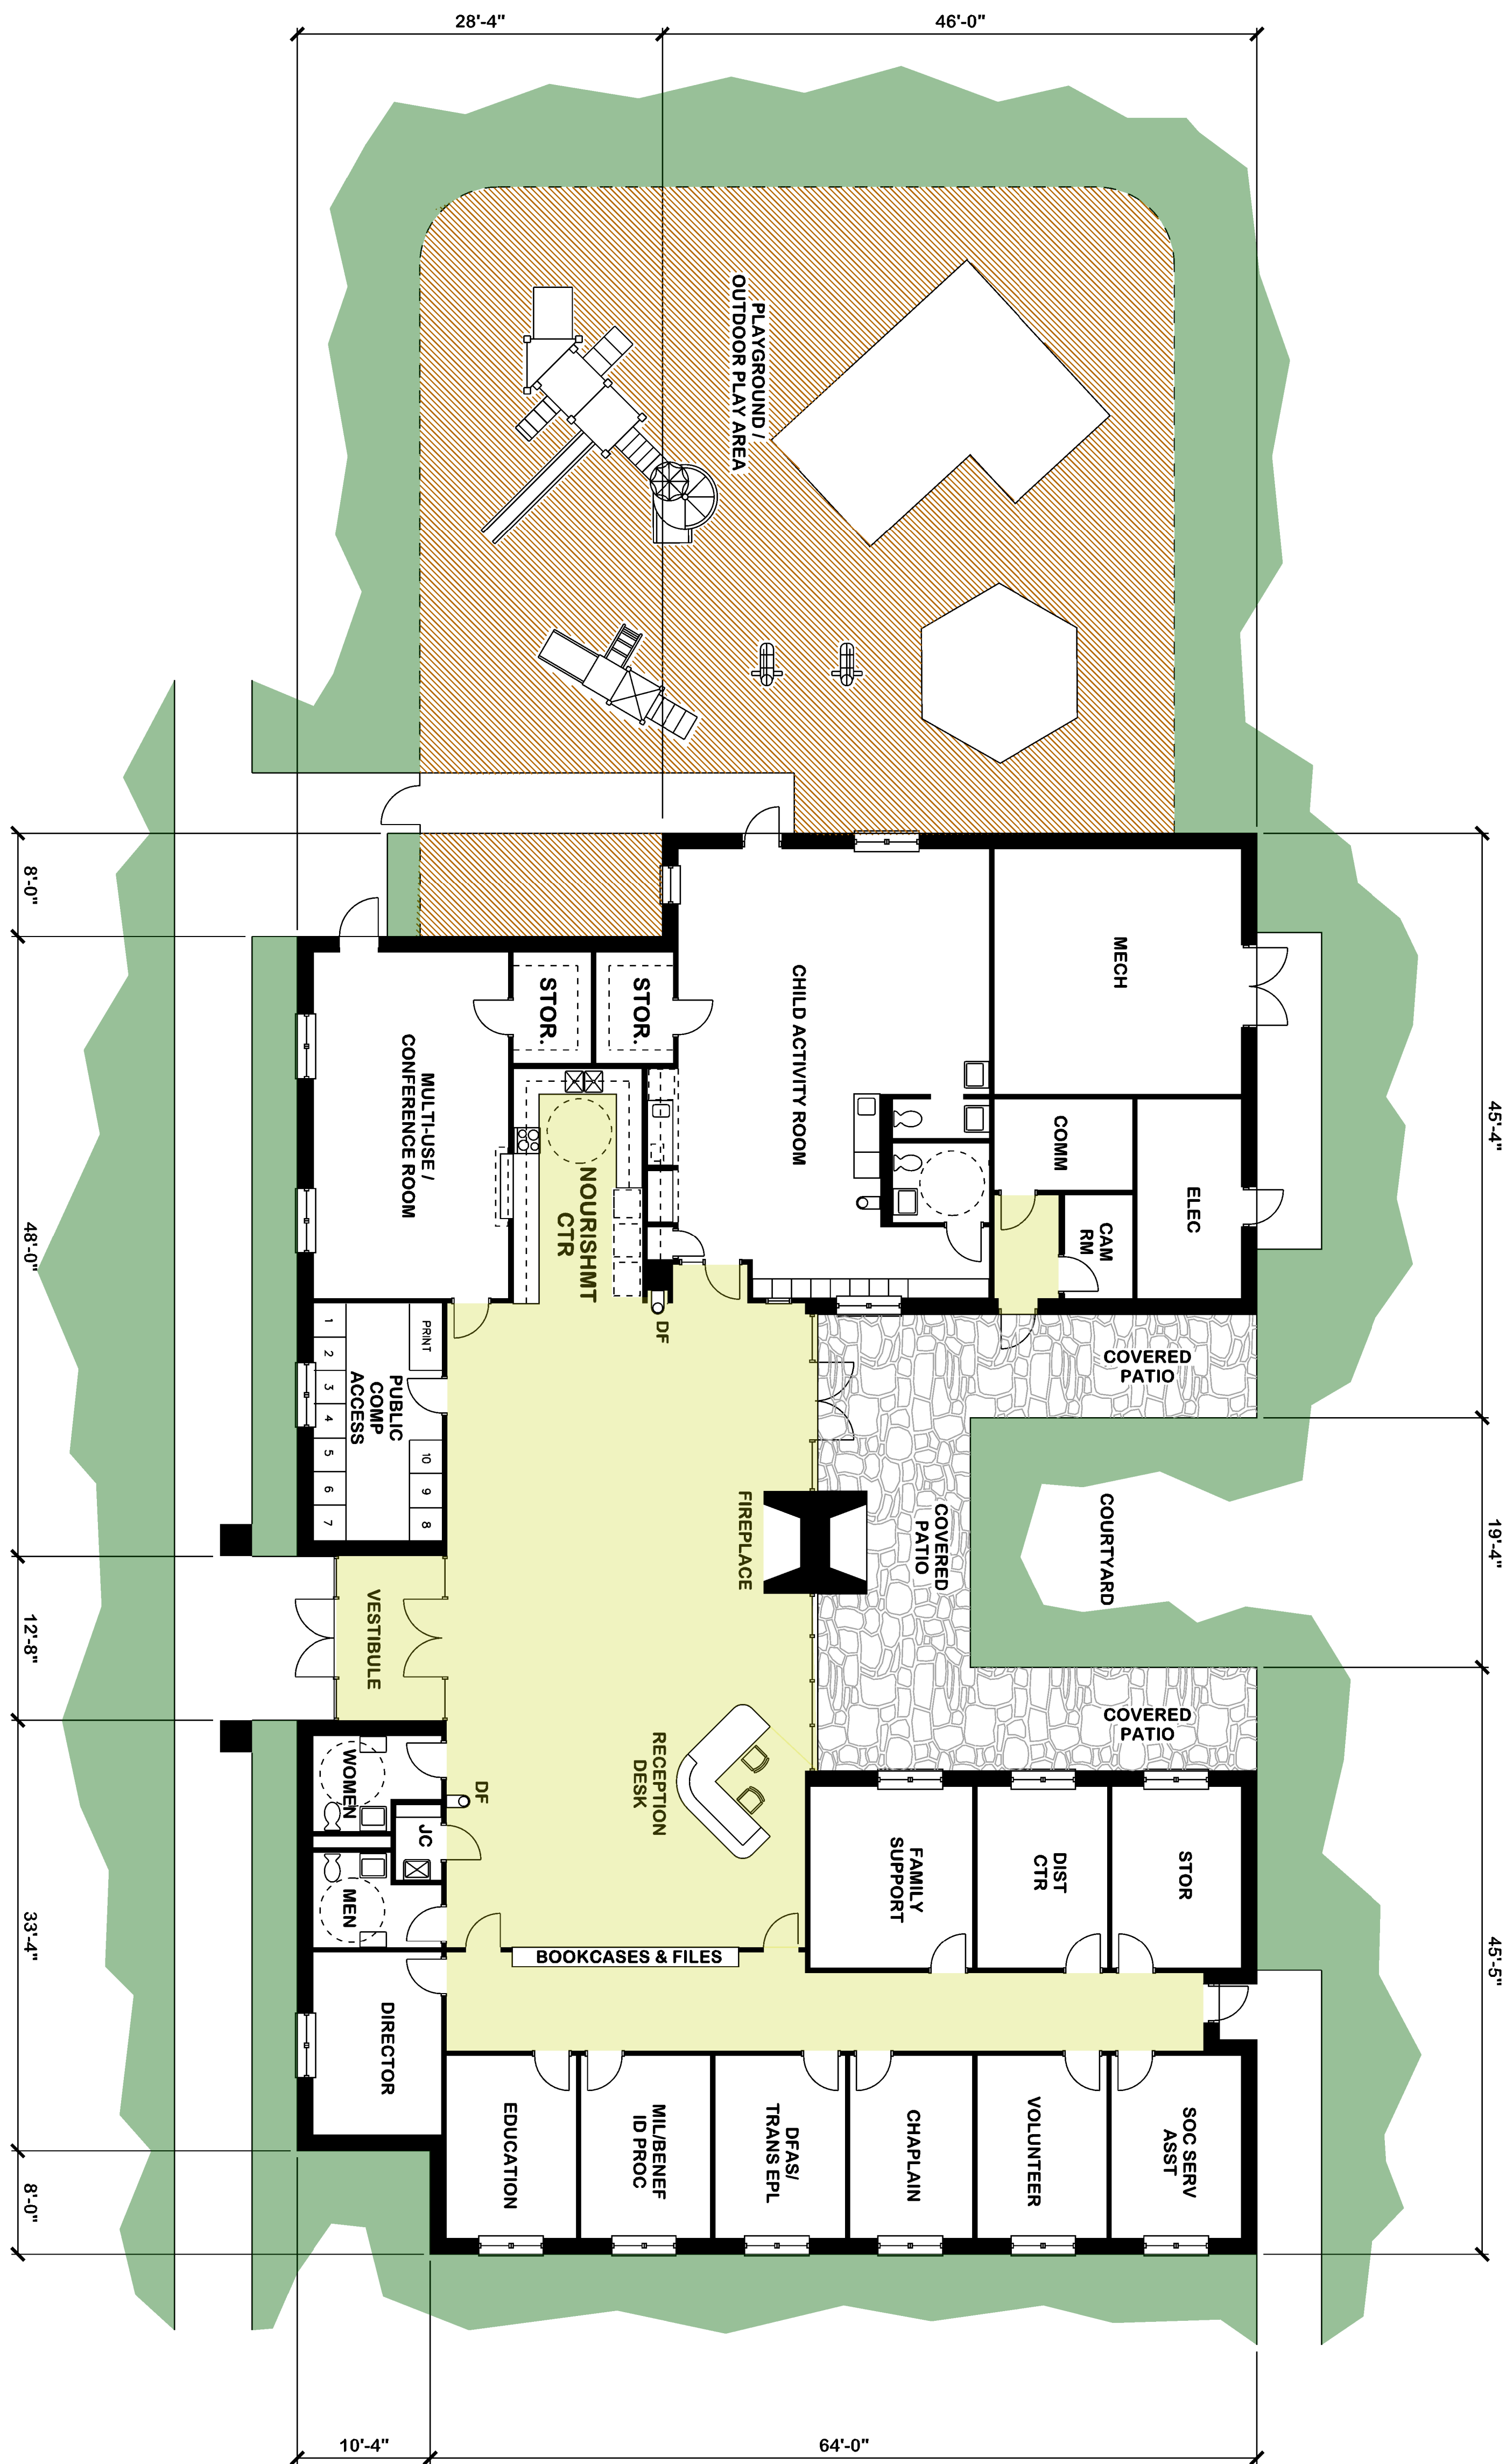 28'-4"
46'-0"
PLAYGROUND /
OUTDOOR PLAY AREA
8'-0"
45'-4"
MECH
CHILD ACTIVITY ROOM
STOR.
STOR.
MULTI-USE /
CONFERENCE ROOM
COMM
ELEC
CAM
RM
NOURISHMT
CTR
48'-0"
DF
PRINT
1
2
3
4
5
6
7
PUBLIC
COMP
ACCESS
10
9
8
COVERED
PATIO
FIREPLACE
COVERED
PATIO
COURTYARD
19'-4"
12'-8"
VESTIBULE
COVERED
PATIO
RECEPTION
DESK
WOMEN
DF
JC
MEN
FAMILY
SUPPORT
DIST
CTR
STOR
33'-4"
45'-5"
BOOKCASES & FILES
DIRECTOR
EDUCATION
MIL/BENEF
ID PROC
DFAS/
TRANS EPL
CHAPLAIN
VOLUNTEER
SOC SERV
ASST
8'-0"
10'-4"
64'-0"